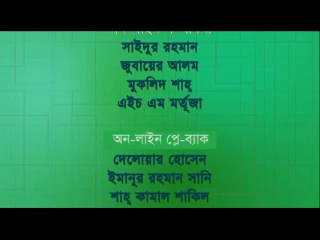 সাইদুর রহমান
জুবায়ের আলম
মুকলিদ শাহ্
এইচ এম মর্তূজা
অন-লাইন প্লে-ব্যাক
দেলোয়ার হোসেন
ইমানূর রহমান সানি
শাহ্ কামাল শাকিল